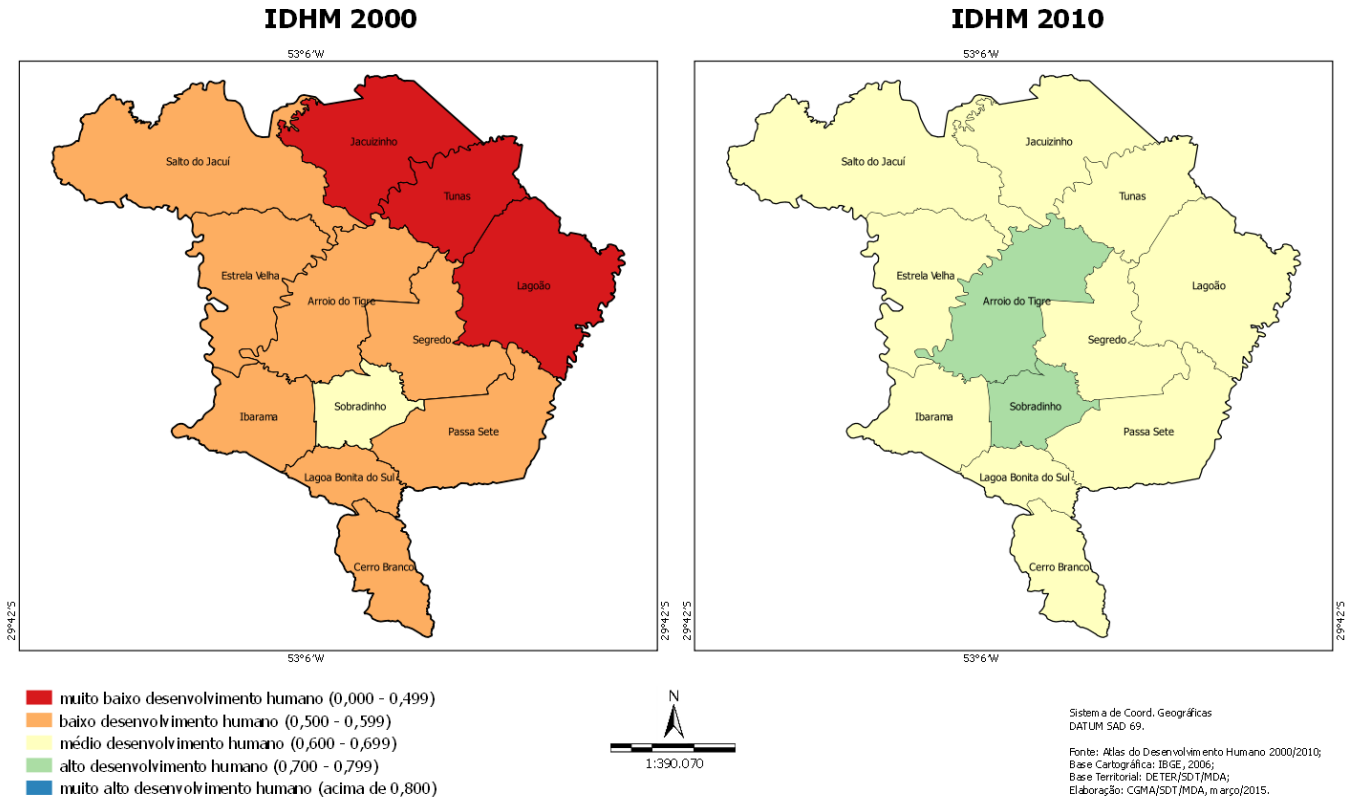 IDHM 2000
53°6'W
Jacuizinho
Salto do Jacuí
Tunas
Estrela Velha
Lagoão
Arroio do Tigre
Segredo
Sobradinho
Ibarama
Passa Sete
Lagoa Bonita do Sul
Cerro Branco
29°42'S
29°42'S
53°6'W
IDHM 2010
53°6'W
Jacuizinho
Salto do Jacuí
Tunas
Estrela Velha
Lagoão
Arroio do Tigre
Segredo
Sobradinho
Ibarama
Passa Sete
Lagoa Bonita do Sul
Cerro Branco
29°42'S
53°6'W
muito baixo desenvolvimento humano (0,000 - 0,499)
baixo desenvolvimento humano (0,500 - 0,599)
médio desenvolvimento humano (0,600 - 0,699)
alto desenvolvimento humano (0,700 - 0,799)
muito alto desenvolvimento humano (acima de 0,800)
N
1:390.070
Sistema de Coord. Geográficas
DATUM SAD 69.
Fonte: Atlas do Desenvolvimento Humano 2000/2010;
Base Cartográfica: IBGE, 2006;
Base Territorial: DETER/SDT/MDA;
Elaboração: CGMA/SDT/MDA, março/2015.